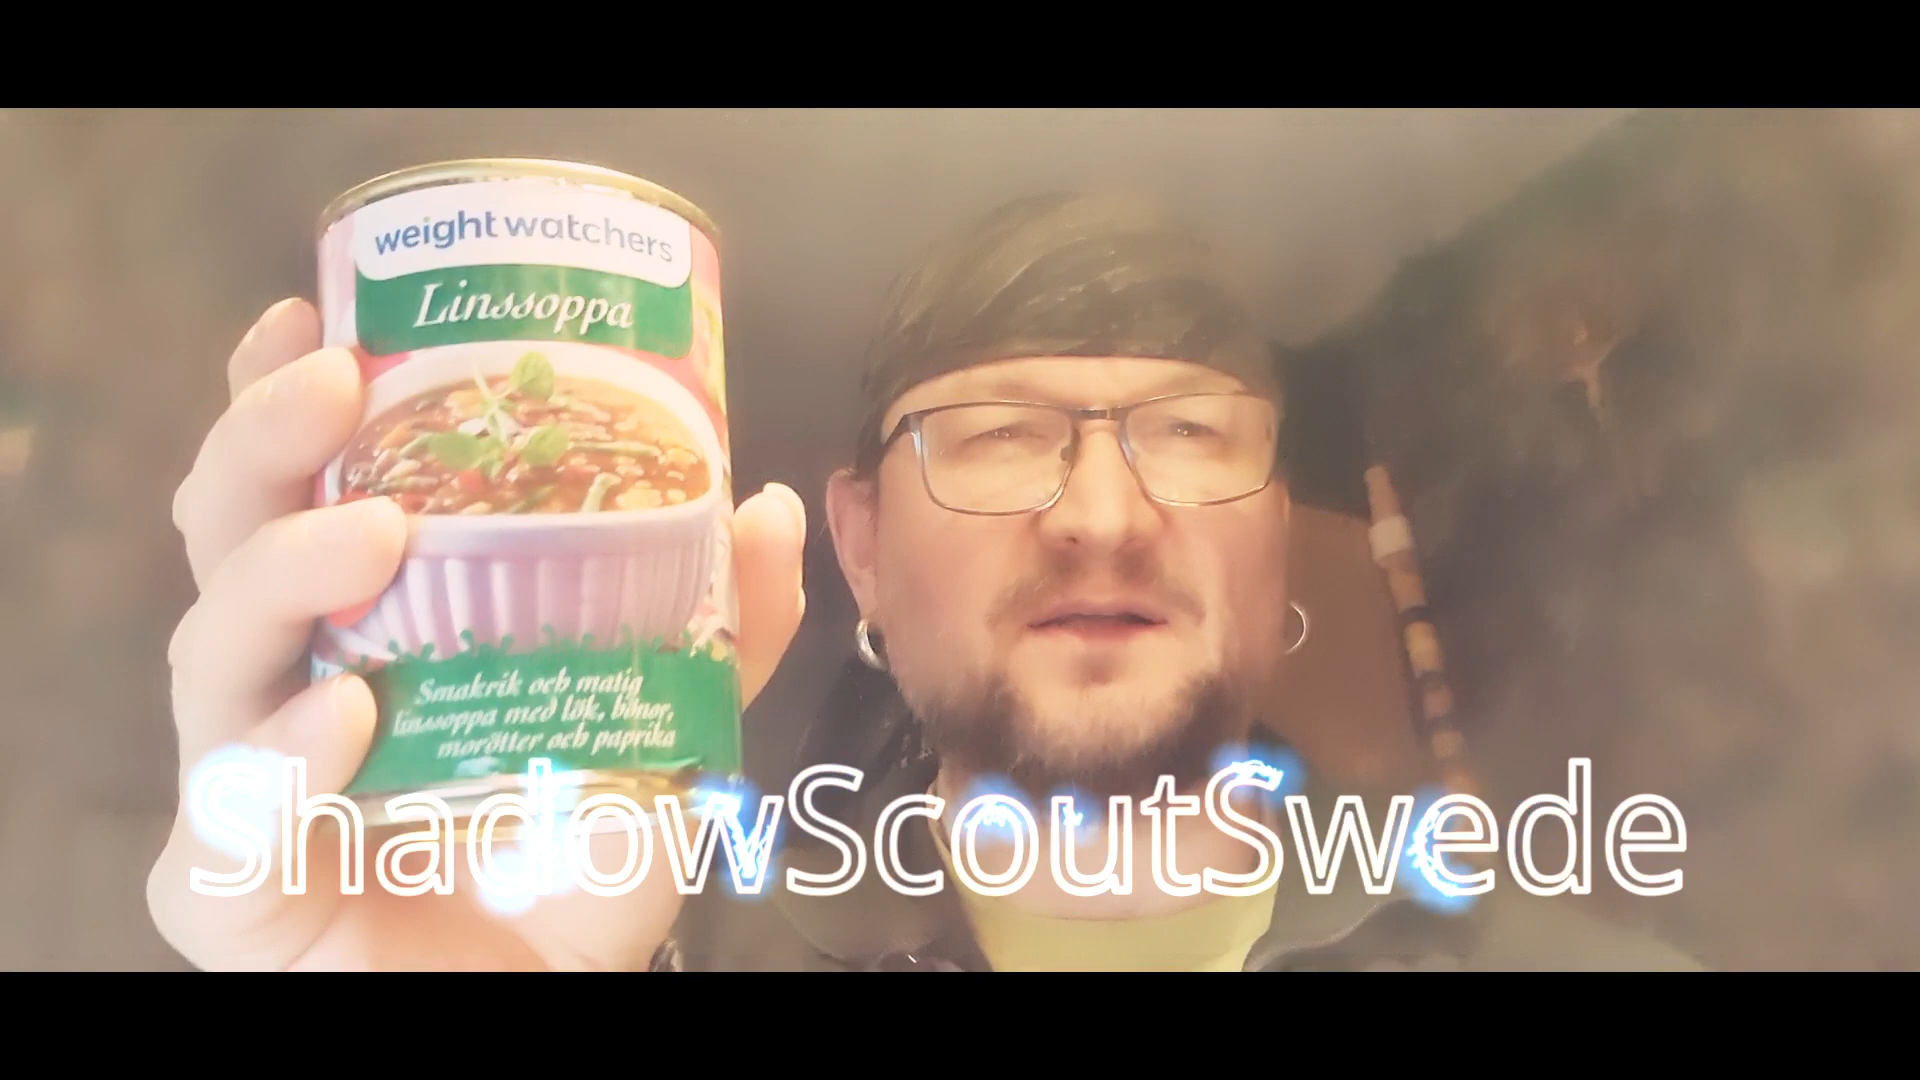 weight watchers
Linssoppa
Smakrik och matig
linssoppa med lök, bönor,
morötter och paprika
ShadowScoutSwede